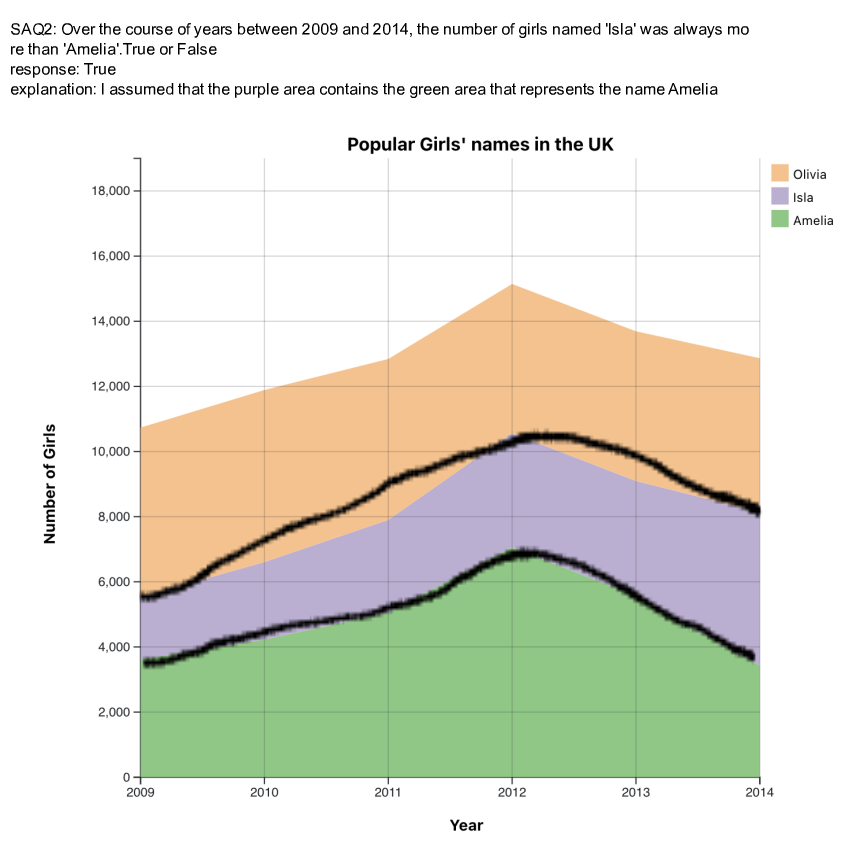 SAQ2: Over the course of years between 2009 and 2014, the number of girls named 'Isla' was always mo
re than 'Amelia'.True or False
response: True
explanation: I assumed that the purple area contains the green area that represents the name Amelia
Popular Girls' names in the UK
Olivia
Isla
Amelia
18,000
16,000
14,000
12,000
10,000
8,000
6,000
4,000
2,000
0
Number of Girls
2009 2010 2011 2012 2013 2014
Year